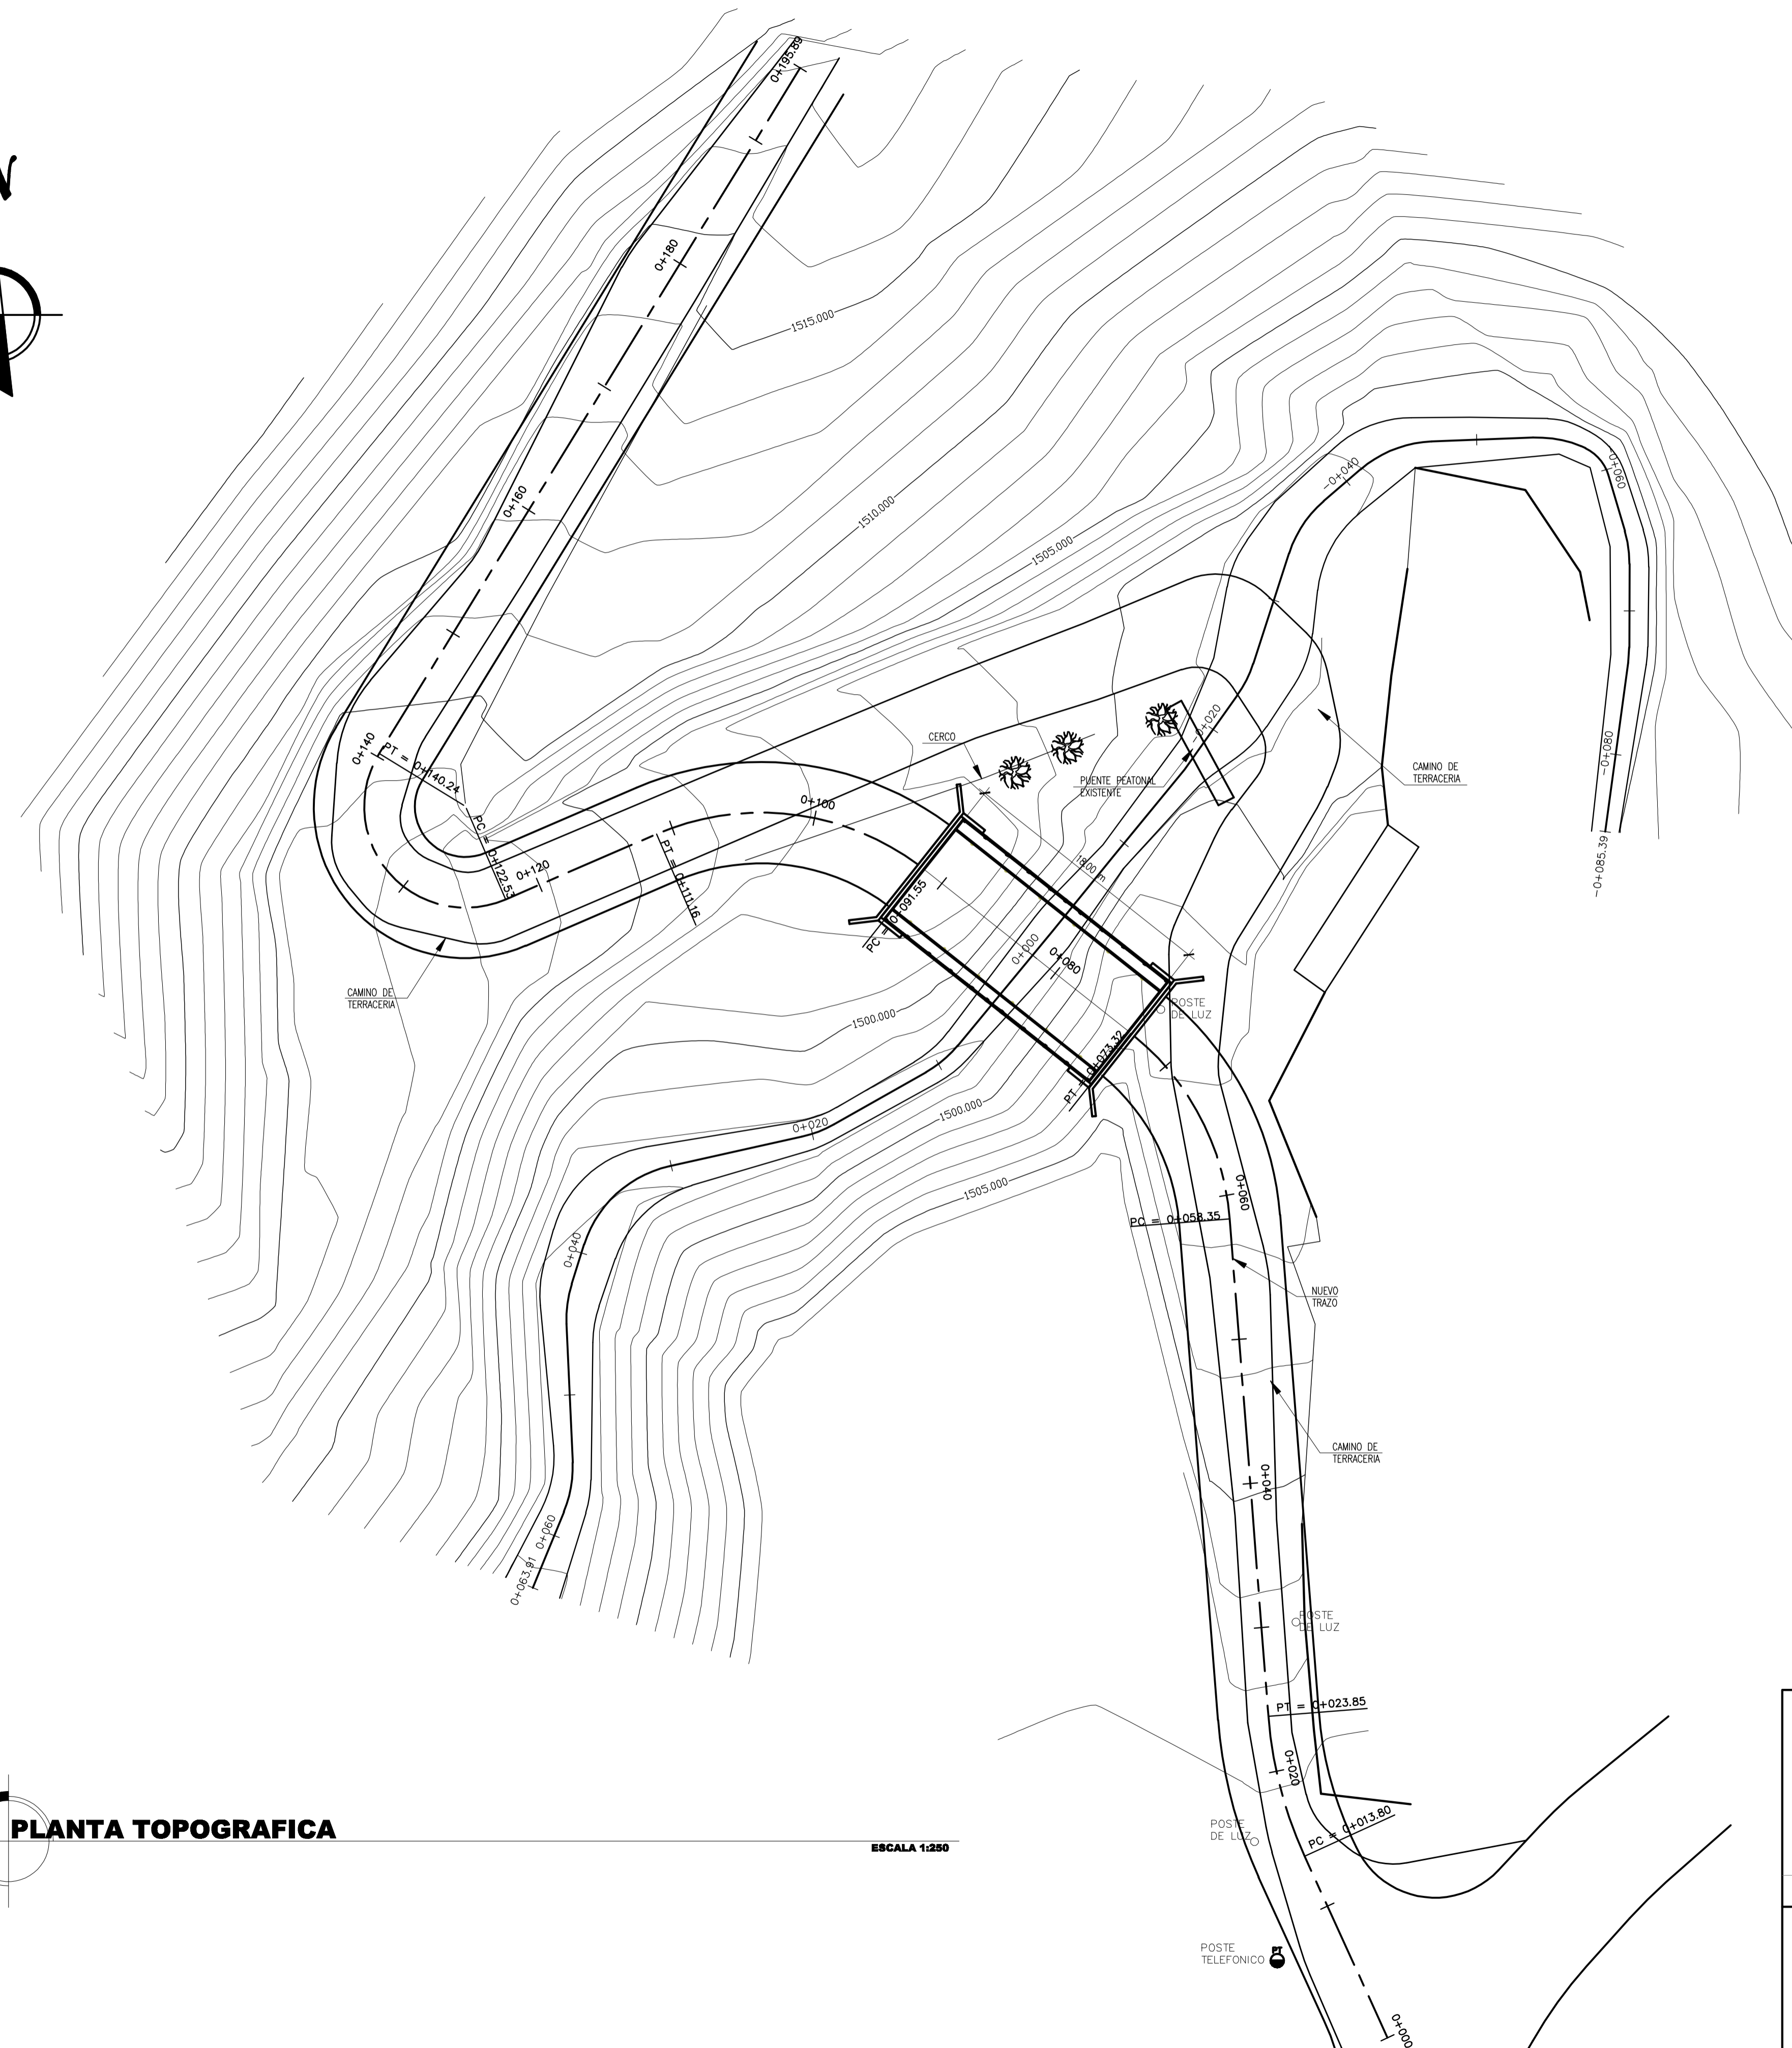 N
0+195.89
0+180
1515.000
0+160
1510.000
1505.000
-0+040
0+060
-0+020
-0+080
-0+085.39
0+140
PT = 0+140.24
CERCO
PUENTE PEATONAL
EXISTENTE
CAMINO DE
TERRACERIA
0+100
PC = 0+122.53
0+120
PT = 0+111.16
18.00 m
PC = 0+091.55
0+000
0+080
CAMINO DE
TERRACERIA
1500.000
POSTE
DE LUZ
PT = 0+073.32
1500.000
0+020
1505.000
0+060
PC = 0+058.35
0+040
NUEVO
TRAZO
CAMINO DE
TERRACERIA
0+040
0+060
0+063.91
POSTE
DE LUZ
PT = 0+023.85
0+020
PC = 0+013.80
POSTE
DE LUZ
PLANTA TOPOGRAFICA
ESCALA 1:250
PT
POSTE
TELEFONICO
0+000